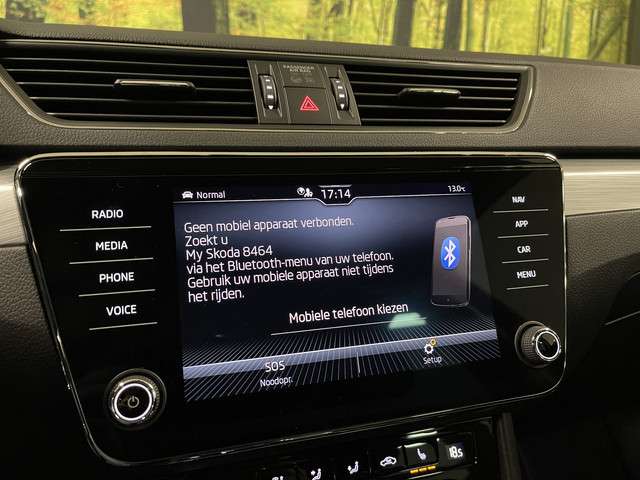 PASSENGER
AIR BAG
RADIO
MEDIA
PHONE
VOICE
Normal
17:14
13.0°C
Geen mobiel apparaat verbonden.
Zoekt u
My Skoda 8464
via het Bluetooth-menu van uw telefoon.
Gebruik uw mobiele apparaat niet tijdens
het rijden.
Mobiele telefoon kiezen
SOS
Noodopr.
Setup
NAV
APP
CAR
MENU
18.5